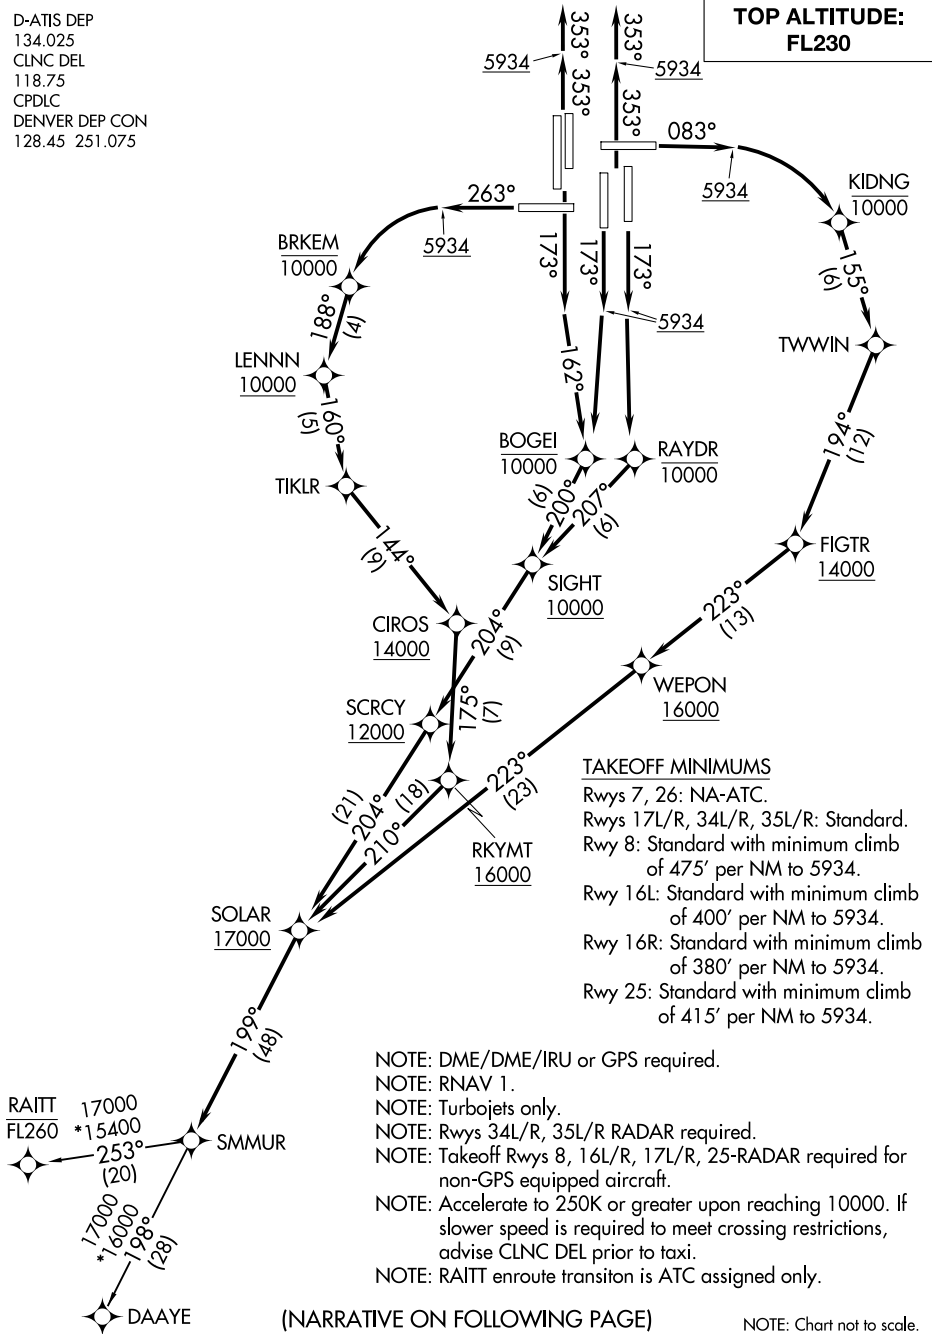 D-ATIS DEP
134.025
CLNC DEL
118.75
CPDLC
DENVER DEP CON
128.45 251.075
TOP ALTITUDE:
FL230
353°
353°
5934
5934
353°
353°
083°
5934
KIDNG
10000
263°
5934
BRKEM
10000
173°
173°
173°
5934
155°
(6)
188°
(4)
TWWIN
LENNN
10000
162°
160°
(5)
194°
(12)
BOGEI
10000
RAYDR
10000
TIKLR
(6)
200°
207°
(6)
144°
(9)
FIGTR
14000
SIGHT
10000
CIROS
14000
204°
(9)
223°
(13)
WEPON
16000
SCRCY
12000
175°
(7)
223°
(23)
(21)
204°
(18)
210°
RKYMT
16000
TAKEOFF MINIMUMS
Rwys 7, 26: NA-ATC.
Rwys 17L/R, 34L/R, 35L/R: Standard.
Rwy 8: Standard with minimum climb
of 475' per NM to 5934.
Rwy 16L: Standard with minimum climb
of 400' per NM to 5934.
Rwy 16R: Standard with minimum climb
of 380' per NM to 5934.
Rwy 25: Standard with minimum climb
of 415' per NM to 5934.
SOLAR
17000
199°
(48)
NOTE: DME/DME/IRU or GPS required.
NOTE: RNAV 1.
NOTE: Turbojets only.
NOTE: Rwys 34L/R, 35L/R RADAR required.
NOTE: Takeoff Rwys 8, 16L/R, 17L/R, 25-RADAR required for
non-GPS equipped aircraft.
NOTE: Accelerate to 250K or greater upon reaching 10000. If
slower speed is required to meet crossing restrictions,
advise CLNC DEL prior to taxi.
NOTE: RAITT enroute transiton is ATC assigned only.
RAITT
FL260
17000
*15400
253°
(20)
SMMUR
17000
*16000
198°
(28)
DAAYE
(NARRATIVE ON FOLLOWING PAGE)
NOTE: Chart not to scale.